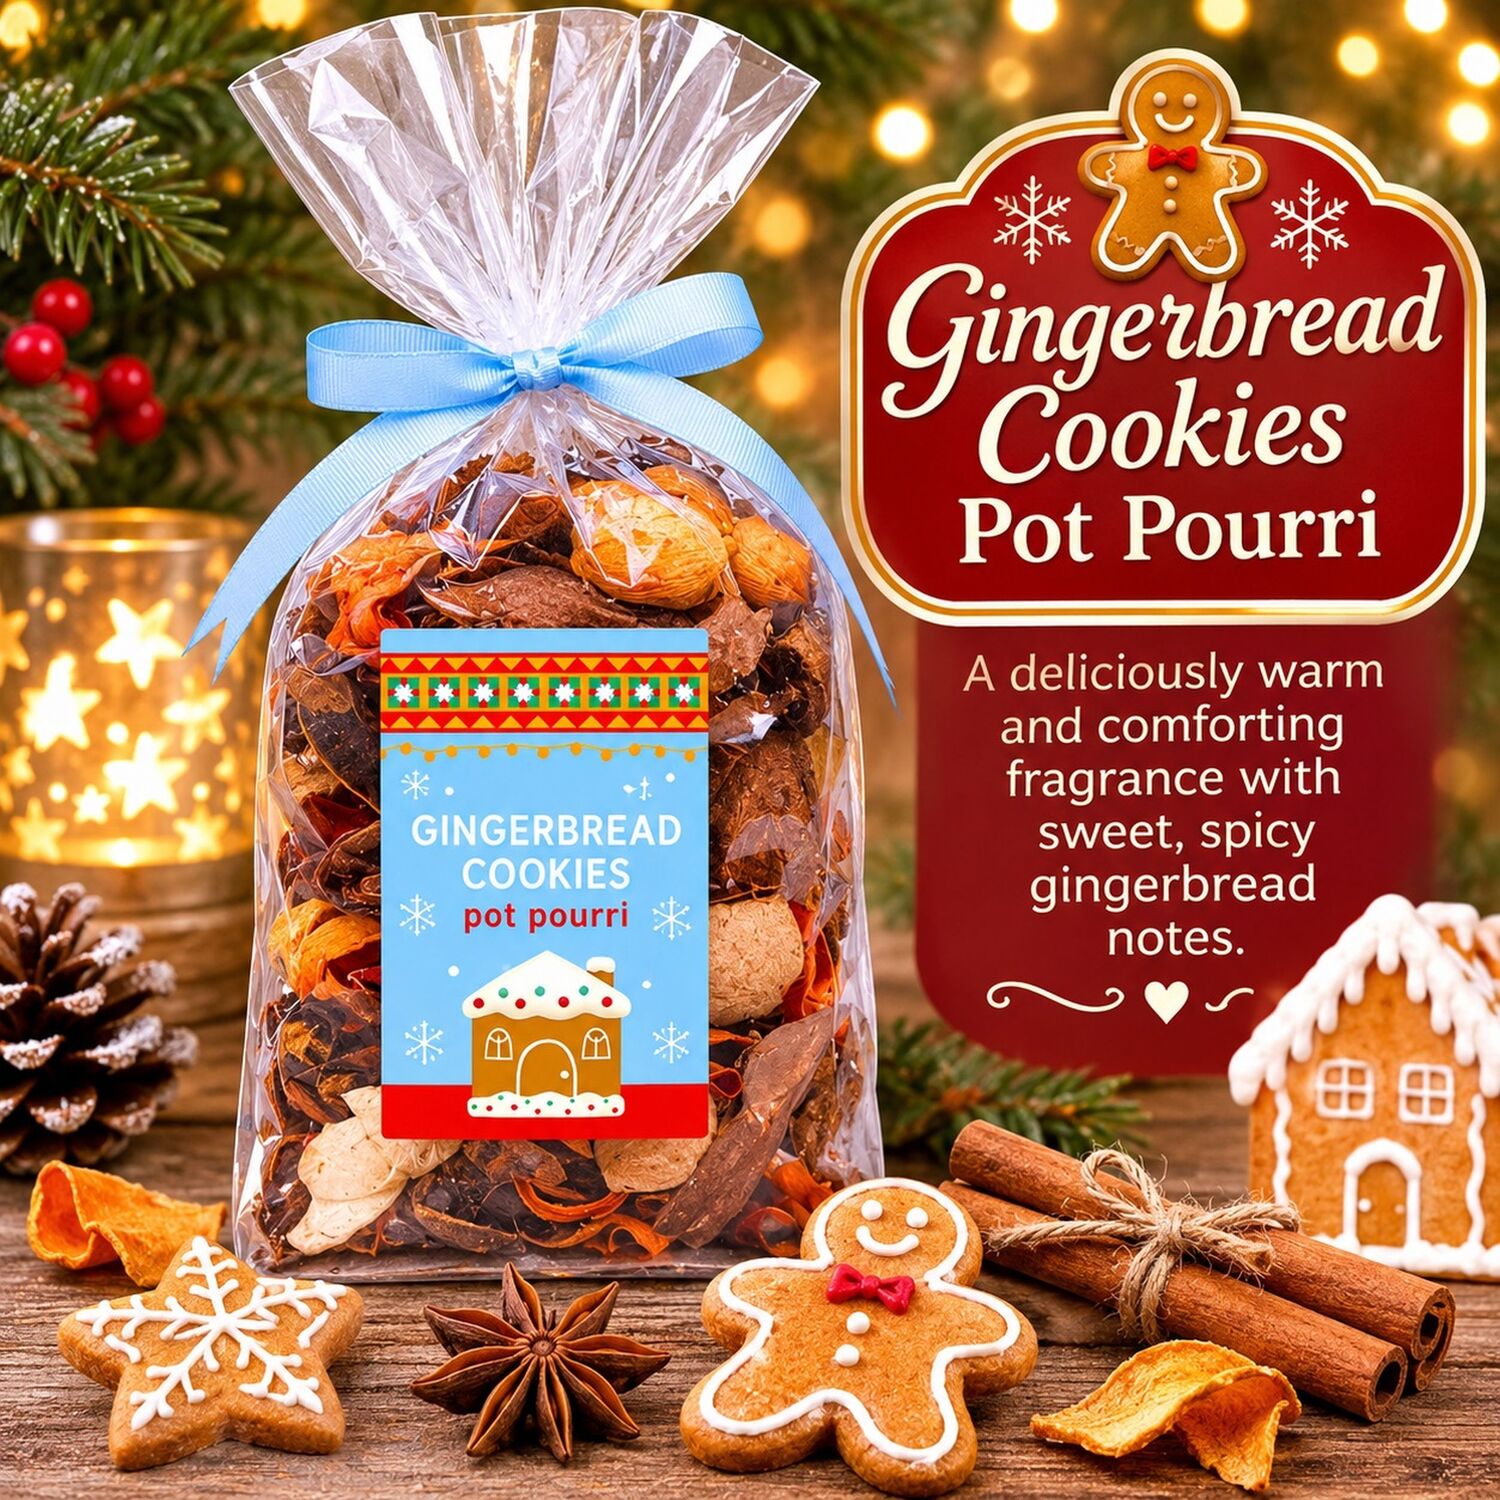 Gingerbread
Cookies
Pot Pourri
A deliciously warm
and comforting
fragrance with
sweet, spicy
gingerbread
notes.
GINGERBREAD
COOKIES
pot pourri